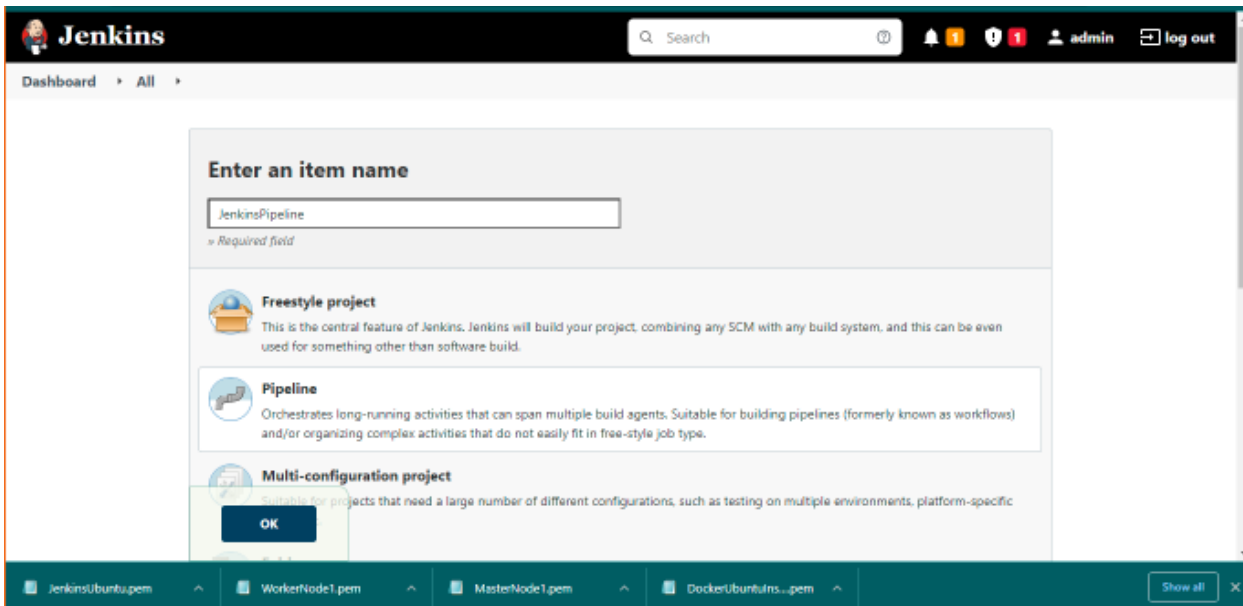 Jenkins
Search
1
1
admin
log out
Dashboard
All
Enter an item name
JenkinsPipeline
» Required field
Freestyle project
This is the central feature of Jenkins. Jenkins will build your project, combining any SCM with any build system, and this can be even
used for something other than software build.
Pipeline
Orchestrates long-running activities that can span multiple build agents. Suitable for building pipelines (formerly known as workflows)
and/or organizing complex activities that do not easily fit in free-style job type.
Multi-configuration project
Suitable for projects that need a large number of different configurations, such as testing on multiple environments, platform-specific
OK
JenkinsUbuntu.pem
WorkerNode1.pem
MasterNode1.pem
DockerUbuntuIns...pem
Show all